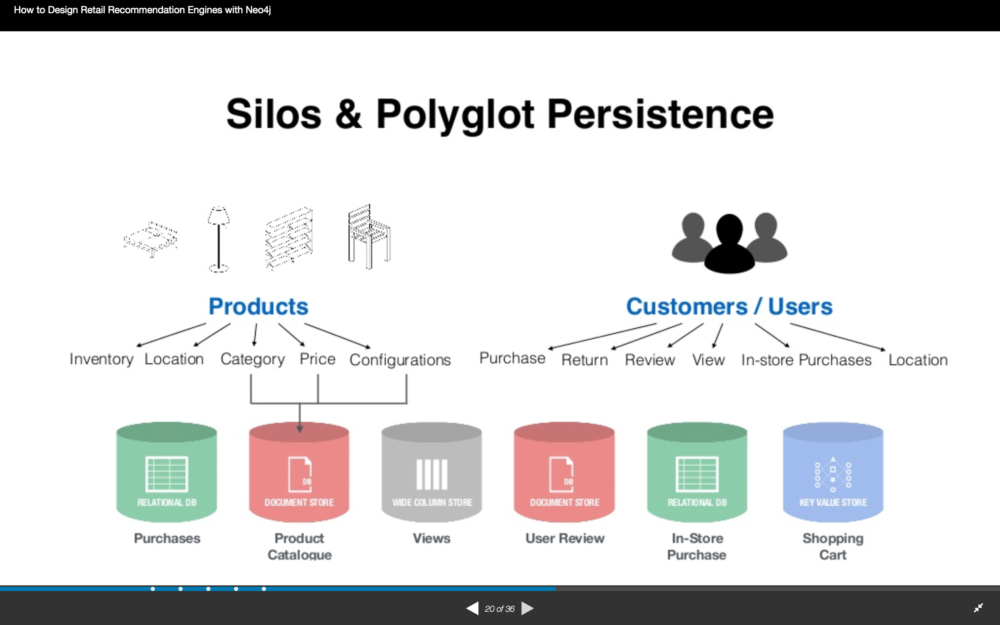 How to Design Retail Recommendation Engines with Neo4j
Silos & Polyglot Persistence
Products
Customers / Users
Inventory Location Category Price Configurations
Purchase Return Review View In-store Purchases Location
DB
DB
RELATIONAL DB
DOCUMENT STORE
WIDE COLUMN STORE
DOCUMENT STORE
RELATIONAL DB
KEY VALUE STORE
Purchases
Product
Catalogue
Views
User Review
In-Store
Purchase
Shopping
Cart
20 of 36